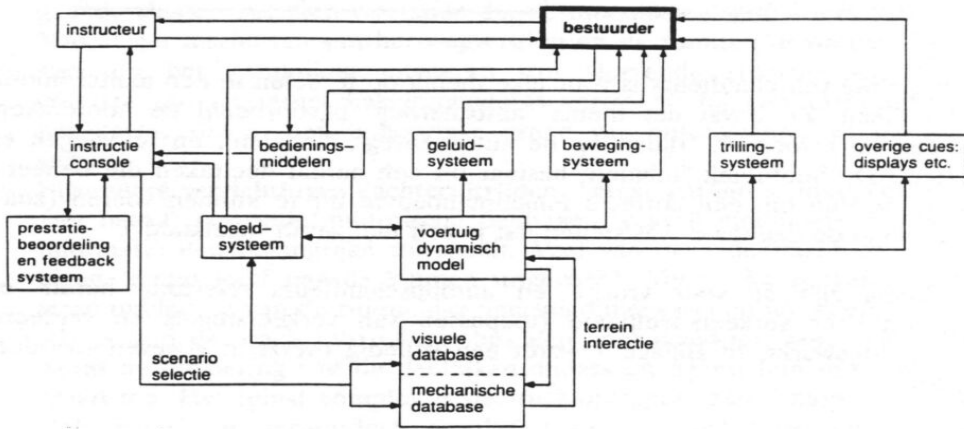 instructeur
bestuurder
instructie
console
bedienings–
middelen
geluid–
systeem
beweging–
systeem
trilling–
systeem
overige cues:
displays etc.
prestatie–
beoordeling
en feedback
systeem
beeld–
systeem
voertuig
dynamisch
model
scenario
selectie
visuele
database
mechanische
database
terrein
interactie